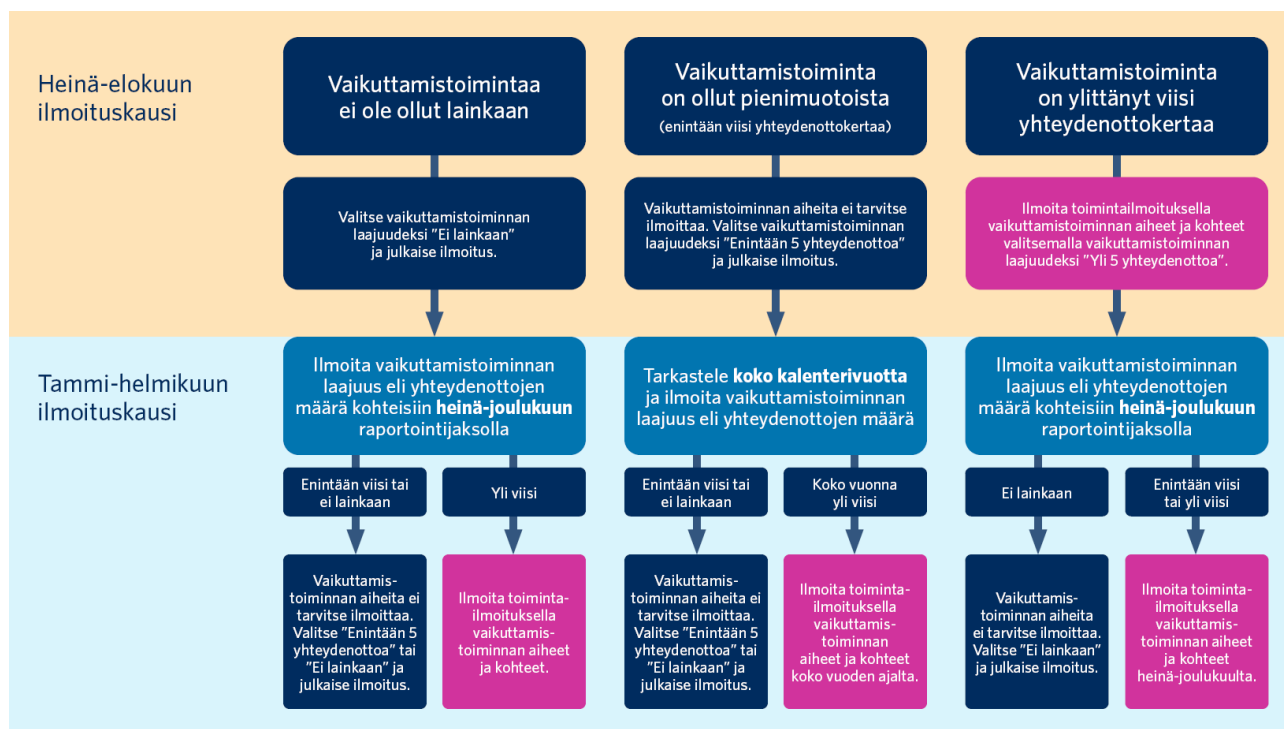 Heinä-elokuun
ilmoituskausi
Vaikuttamistoimintaa
ei ole ollut lainkaan
Vaikuttamistoiminta
on ollut pienimuotoista
(enintään viisi yhteydenottokertaa)
Vaikuttamistoiminta
on ylittänyt viisi
yhteydenottokertaa
Valitse vaikuttamistoiminnan
laajuudeksi ”Ei lainkaan”
ja julkaise ilmoitus.
Vaikuttamistoiminnan aiheita ei tarvitse
ilmoittaa. Valitse vaikuttamistoiminnan
laajuudeksi ”Enintään 5 yhteydenottoa”
ja julkaise ilmoitus.
Ilmoita toimintailmoituksella
vaikuttamistoiminnan aiheet ja kohteet
valitsemalla vaikuttamistoiminnan
laajuudeksi ”Yli 5 yhteydenottoa”.
Tammi-helmikuun
ilmoituskausi
Ilmoita vaikuttamistoiminnan
laajuus eli yhteydenottojen
määrä kohteisiin heinä-joulukuun
raportointijaksolla
Tarkastele koko kalenterivuotta
ja ilmoita vaikuttamistoiminnan
laajuus eli yhteydenottojen määrä
Ilmoita vaikuttamistoiminnan
laajuus eli yhteydenottojen
määrä kohteisiin heinä-joulukuun
raportointijaksolla
Enintään viisi tai
ei lainkaan
Yli viisi
Enintään viisi tai
ei lainkaan
Koko vuonna
yli viisi
Ei lainkaan
Enintään viisi
tai yli viisi
Vaikuttamis-
toiminnan aiheita ei
tarvitse ilmoittaa.
Valitse ”Enintään 5
yhteydenottoa” tai
”Ei lainkaan” ja
julkaise ilmoitus.
Ilmoita toiminta-
ilmoituksella
vaikuttamis-
toiminnan aiheet
ja kohteet.
Vaikuttamis-
toiminnan aiheita ei
tarvitse ilmoittaa.
Valitse ”Enintään 5
yhteydenottoa” tai
”Ei lainkaan” ja
julkaise ilmoitus.
Ilmoita toiminta-
ilmoituksella
vaikuttamis-
toiminnan
aiheet ja kohteet
koko vuoden ajalta.
Vaikuttamis-
toiminnan aiheita
ei tarvitse ilmoittaa.
Valitse ”Ei lainkaan”
ja julkaise ilmoitus.
Ilmoita toiminta-
ilmoituksella
vaikuttamis-
toiminnan aiheet
ja kohteet
heinä-joulukuulta.